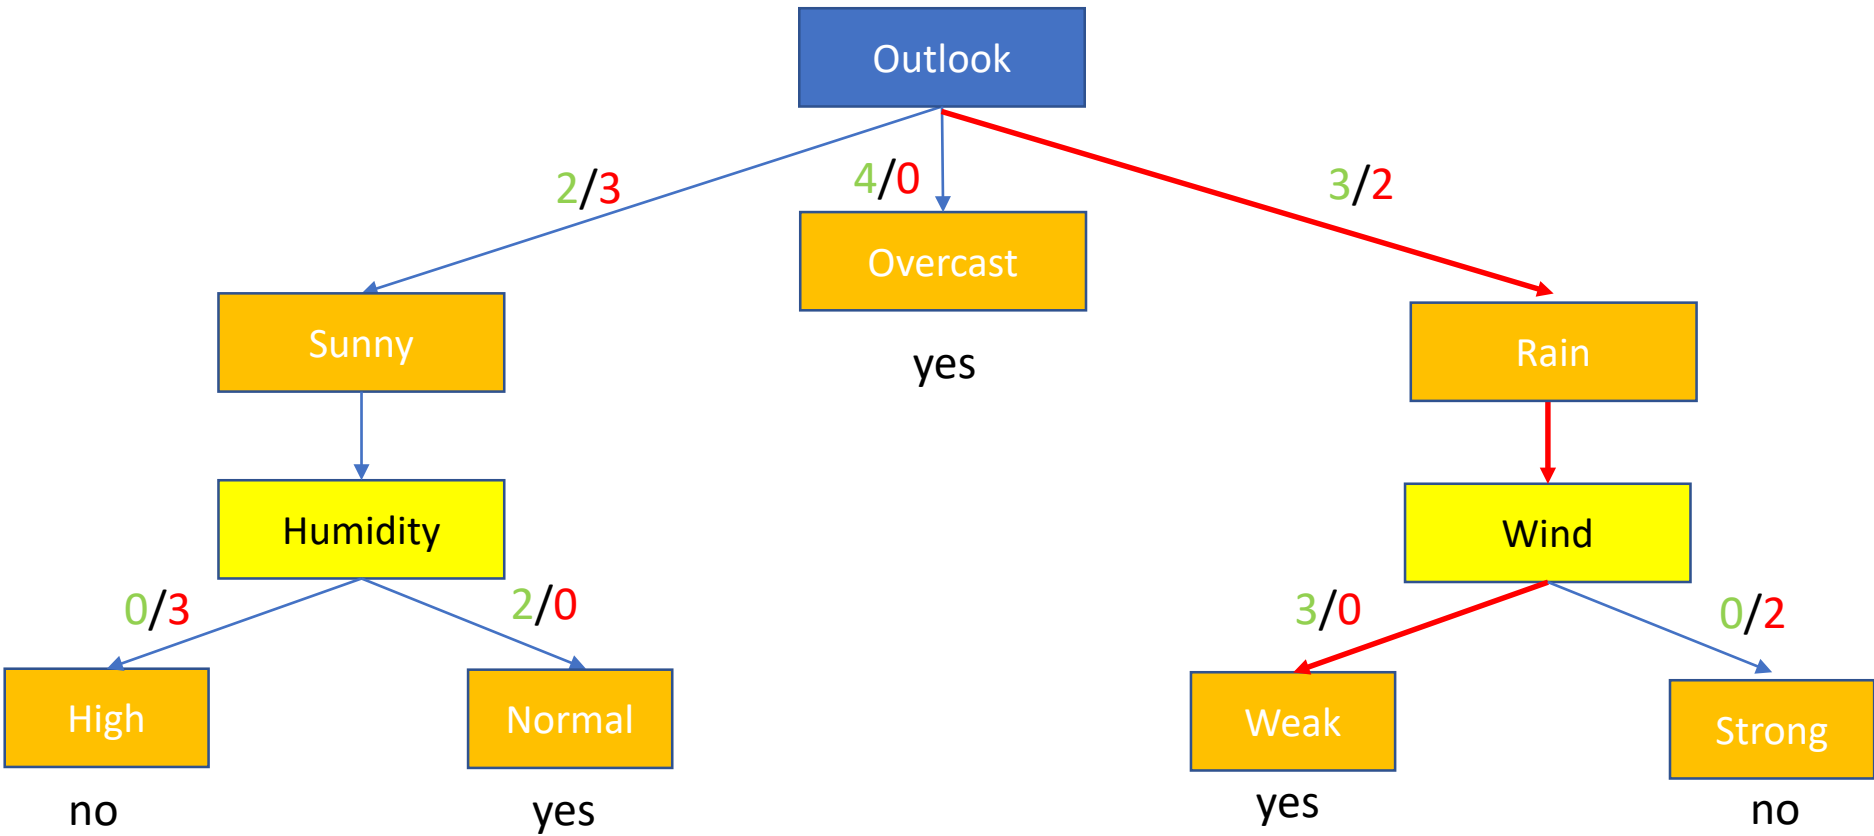 Outlook
2/3
4/0
3/2
Overcast
Sunny
Rain
yes
Humidity
Wind
0/3
2/0
3/0
0/2
High
Normal
Weak
Strong
no
yes
yes
no